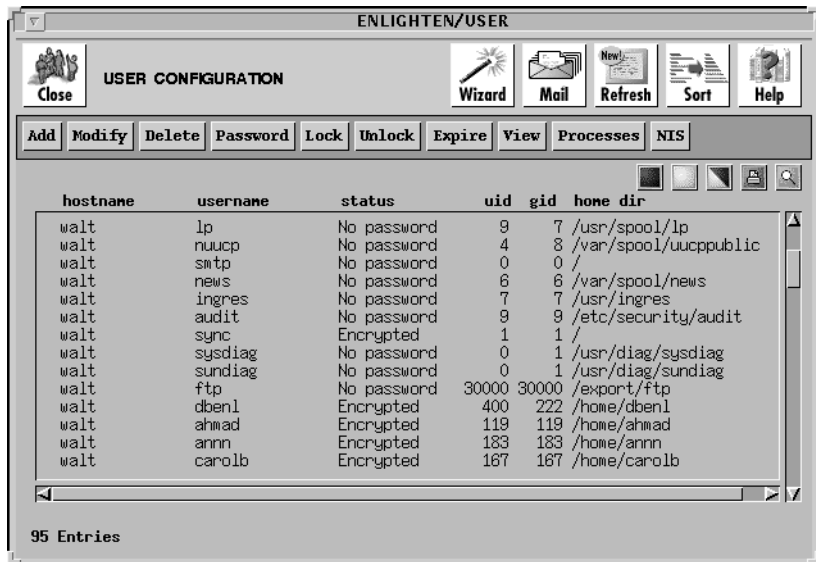 ENLIGHTEN/USER
Close
USER CONFIGURATION
Wizard
Mail
New!
Refresh
Sort
Help
Add Modify Delete Password Lock Unlock Expire View Processes NIS
hostname username status uid gid home dir
walt lp No password 9 7 /usr/spool/lp
walt nuucp No password 4 8 /var/spool/uucppublic
walt smtp No password 0 0 /
walt news No password 6 6 /var/spool/news
walt ingres No password 7 7 /usr/ingres
walt audit No password 9 9 /etc/security/audit
walt sync Encrypted 1 1 /
walt sysdiag No password 0 1 /usr/diag/sysdiag
walt sundiag No password 0 1 /usr/diag/sundiag
walt ftp No password 30000 30000 /export/ftp
walt dbenl Encrypted 400 222 /home/dbenl
walt ahmad Encrypted 119 119 /home/ahmad
walt annn Encrypted 183 183 /home/annn
walt carolb Encrypted 167 167 /home/carolb
95 Entries